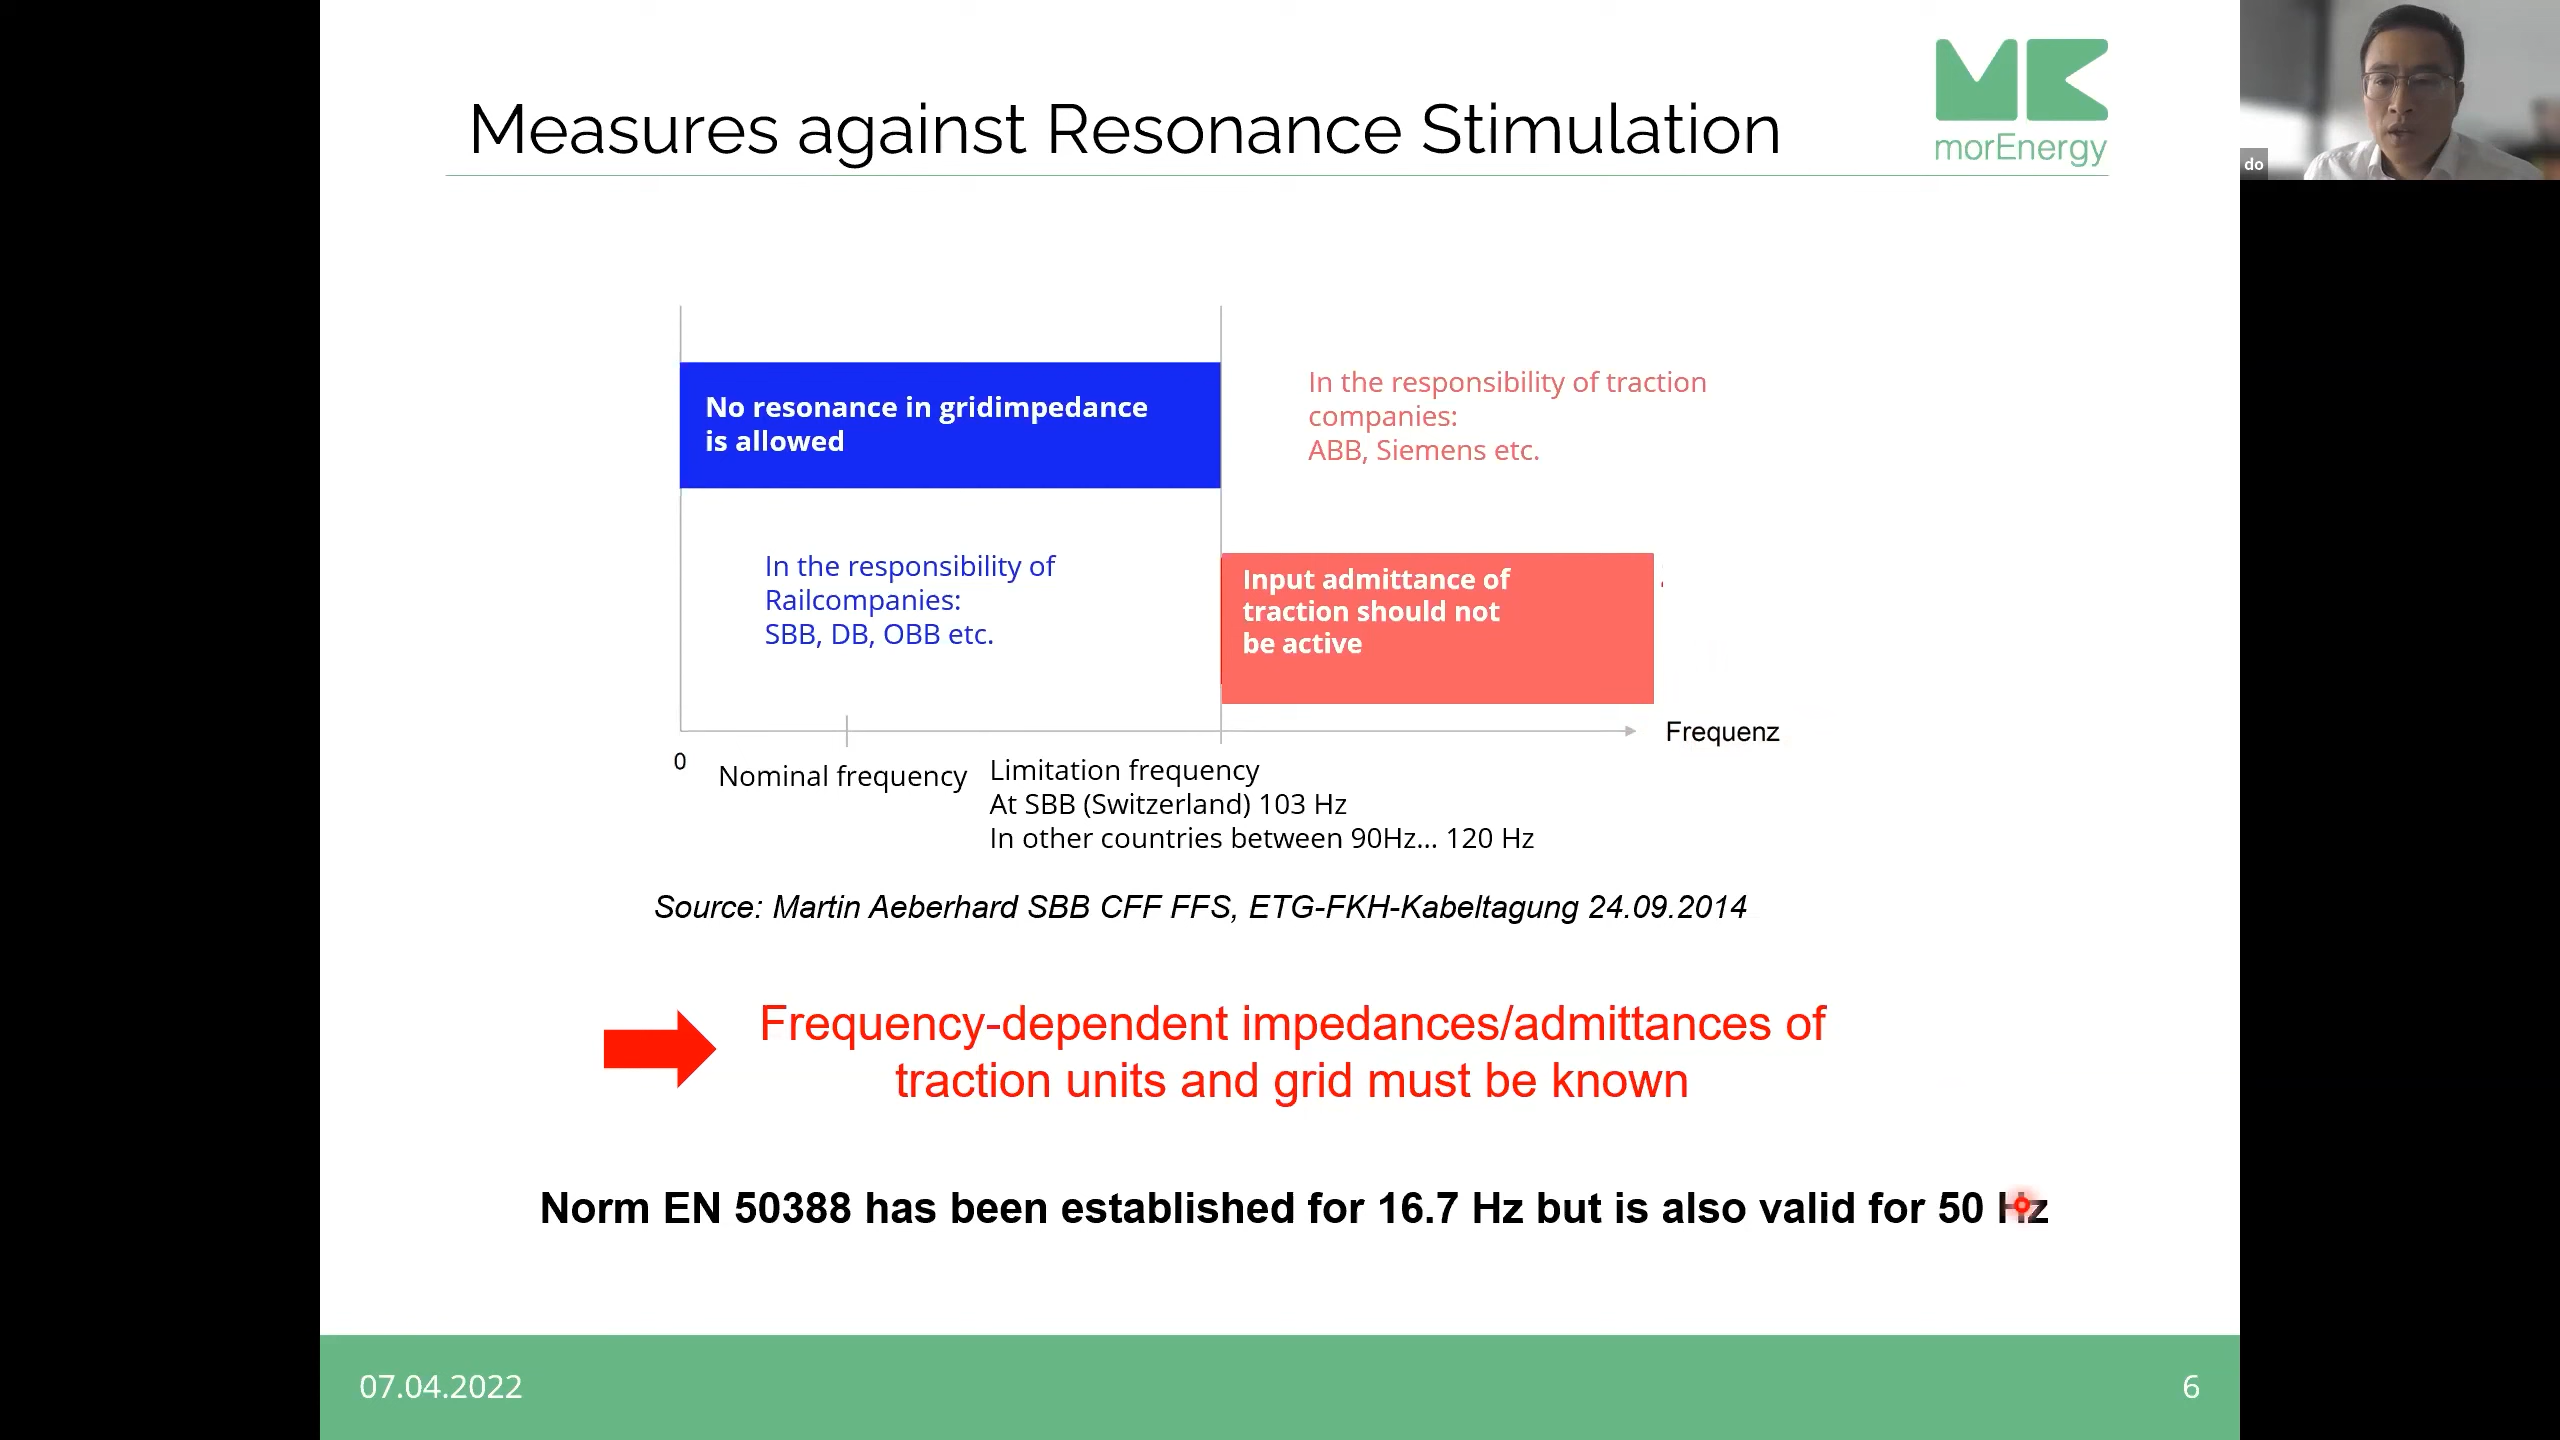 Measures against Resonance Stimulation
morEnergy
do
No resonance in gridimpedance
is allowed
In the responsibility of traction
companies:
ABB, Siemens etc.
In the responsibility of
Railcompanies:
SBB, DB, OBB etc.
Input admittance of
traction should not
be active
Frequenz
0
Nominal frequency
Limitation frequency
At SBB (Switzerland) 103 Hz
In other countries between 90Hz... 120 Hz
Source: Martin Aeberhard SBB CFF FFS, ETG-FKH-Kabeltagung 24.09.2014
Frequency-dependent impedances/admittances of
traction units and grid must be known
Norm EN 50388 has been established for 16.7 Hz but is also valid for 50 Hz
07.04.2022
6